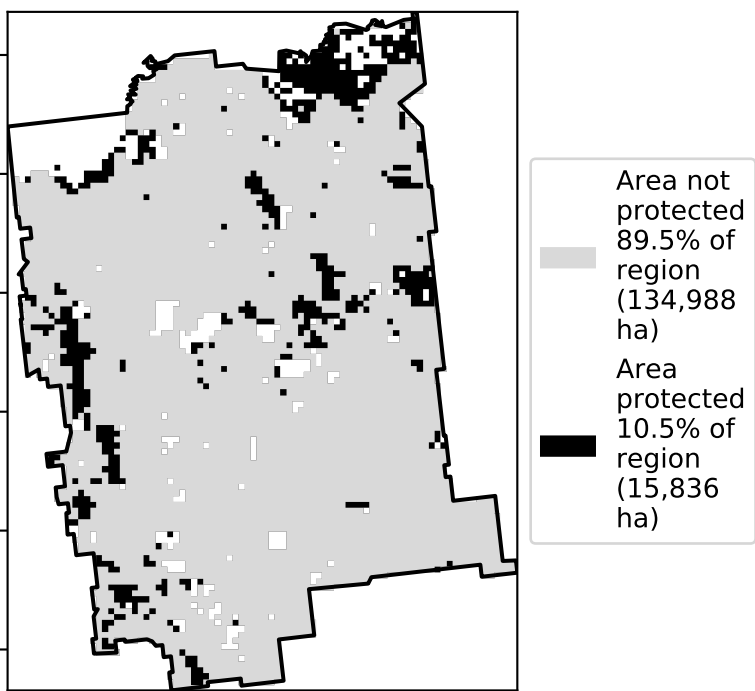 Area not
protected
89.5% of
region
(134,988
ha)
Area
protected
10.5% of
region
(15,836
ha)